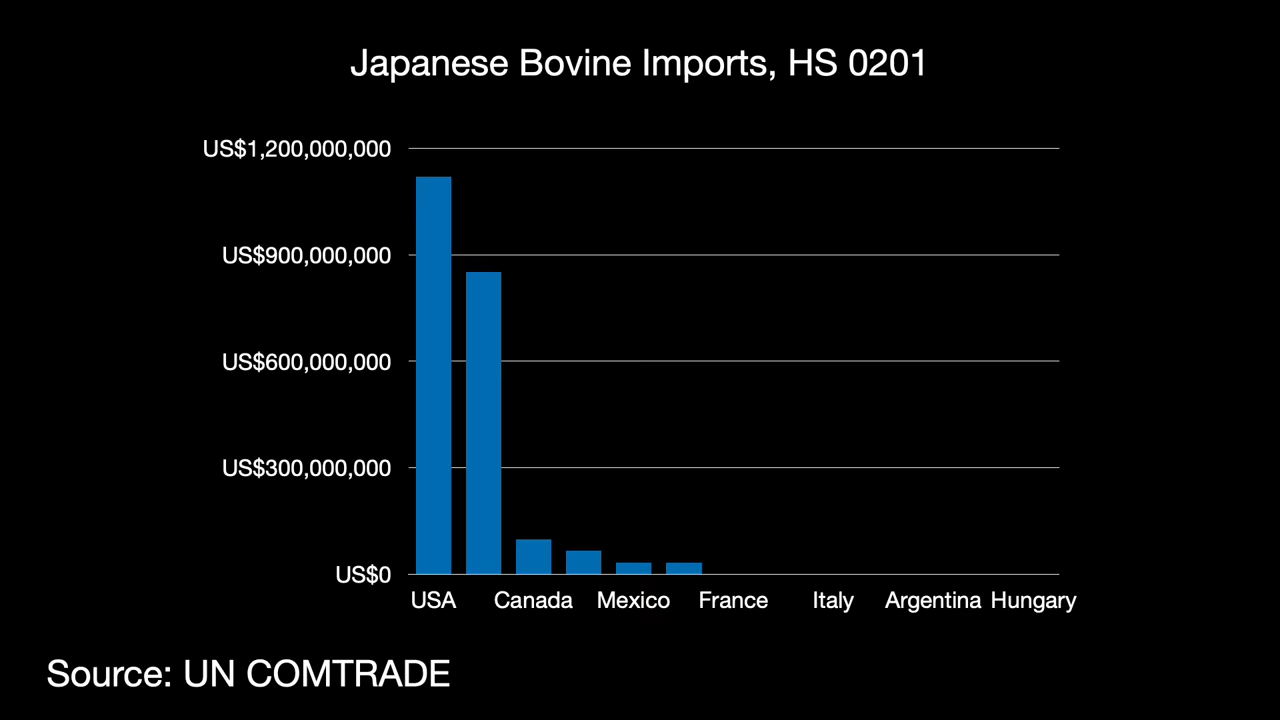 Japanese Bovine Imports, HS 0201
US$1,200,000,000
US$900,000,000
US$600,000,000
US$300,000,000
US$0
USA Canada Mexico France Italy Argentina Hungary
Source: UN COMTRADE